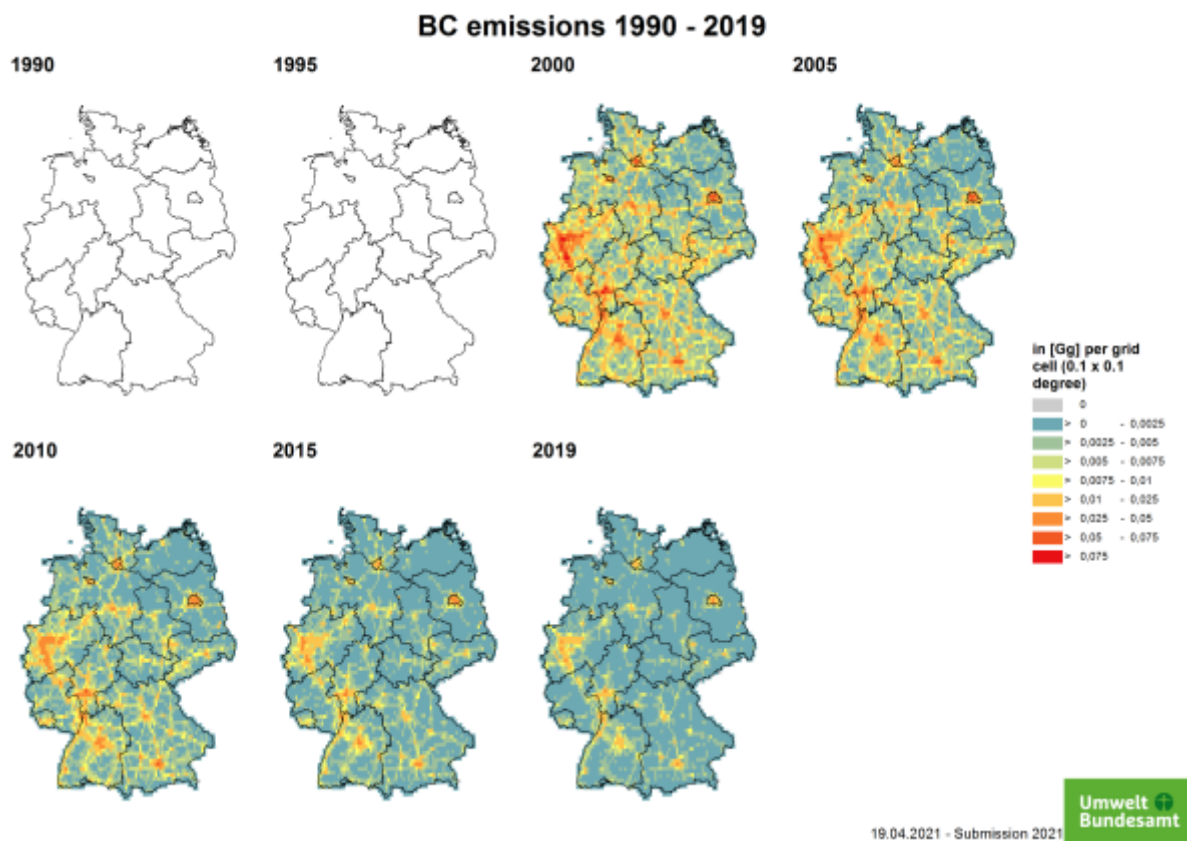 BC emissions 1990 - 2019
1990
1995
2000
2005
in [Gg] per grid
cell (0.1 x 0.1
degree)
0
> 0 - 0,0025
> 0,0025 - 0,005
> 0,005 - 0,0075
> 0,0075 - 0,01
> 0,01 - 0,025
> 0,025 - 0,05
> 0,05 - 0,075
> 0,075
2010
2015
2019
Umwelt
Bundesamt
19.04.2021 - Submission 2021